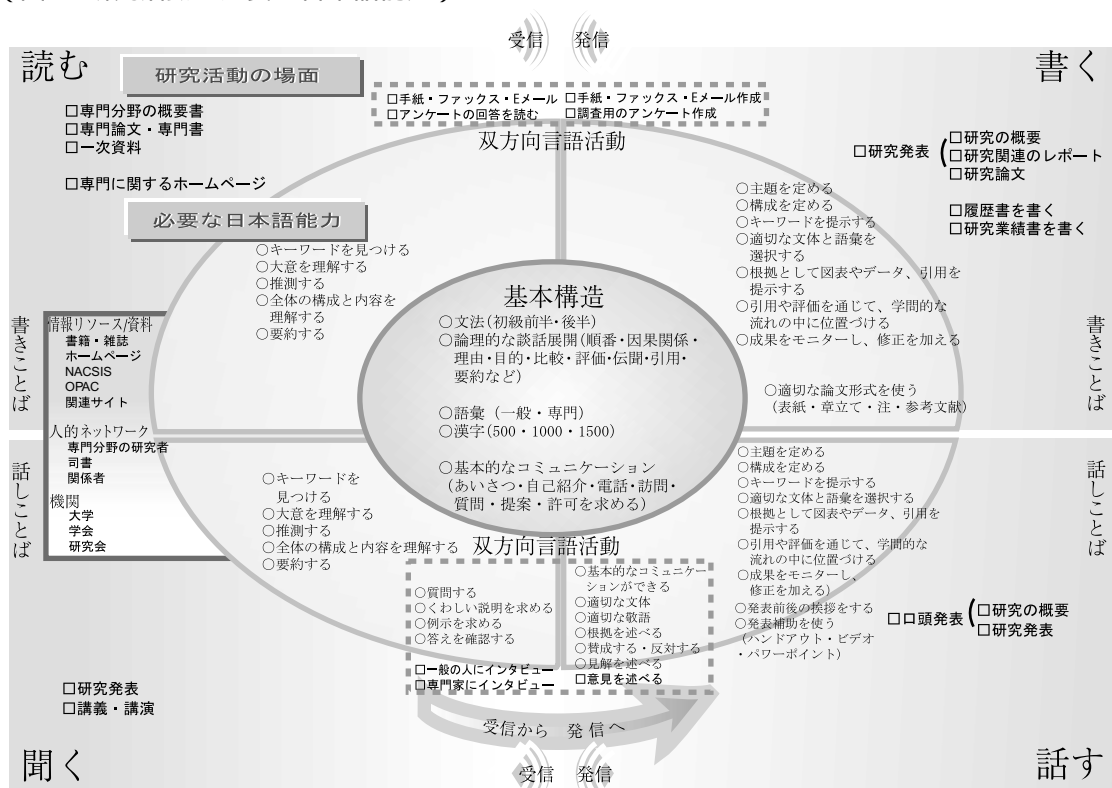 受信 発信
読む
研究活動の場面
□専門分野の概要書
□専門論文・専門書
□一次資料
□専門に関するホームページ
必要な日本語能力
○キーワードを見つける
○大意を理解する
○推測する
○全体の構成と内容を
理解する
○要約する
□手紙・ファックス・Eメール
□アンケートの回答を読む
□手紙・ファックス・Eメール作成
□調査用のアンケート作成
双方向言語活動
書く
□研究発表
□研究の概要
□研究関連のレポート
□研究論文
□履歴書を書く
□研究業績書を書く
○主題を定める
○構成を定める
○キーワードを提示する
○適切な文体と語彙を
選択する
○根拠として図表やデータ、引用を
提示する
○引用や評価を通じて、学問的な
流れの中に位置づける
○成果をモニターし、修正を加える
○適切な論文形式を使う
(表紙・章立て・注・参考文献)
基本構造
○文法(初級前半・後半)
○論理的な談話展開(順番・因果関係・
理由・目的・比較・評価・伝聞・引用・
要約など)
○語彙 (一般・専門)
○漢字(500・1000・1500)
○基本的なコミュニケーション
(あいさつ・自己紹介・電話・訪問・
質問・提案・許可を求める)
書きことば
話しことば
情報リソース/資料
書籍・雑誌
ホームページ
NACSIS
OPAC
関連サイト
人的ネットワーク
専門分野の研究者
司書
関係者
機関
大学
学会
研究会
書きことば
話しことば
○キーワードを
見つける
○大意を理解する
○推測する
○全体の構成と内容を理解する
○要約する
双方向言語活動
○質問する
○くわしい説明を求める
○例示を求める
○答えを確認する
□一般の人にインタビュー
□専門家にインタビュー
○基本的なコミュニケー
ションができる
○適切な文体
○適切な敬語
○根拠を述べる
○賛成する・反対する
○見解を述べる
□意見を述べる
○主題を定める
○構成を定める
○キーワードを提示する
○適切な文体と語彙を選択する
○根拠として図表やデータ、引用を
提示する
○引用や評価を通じて、学問的な
流れの中に位置づける
○成果をモニターし、
修正を加える)
○発表前後の挨拶をする
○発表補助を使う
(ハンドアウト・ビデオ
・パワーポイント)
□口頭発表
□研究の概要
□研究発表
□研究発表
□講義・講演
受信から 発信へ
聞く
受信 発信
話す